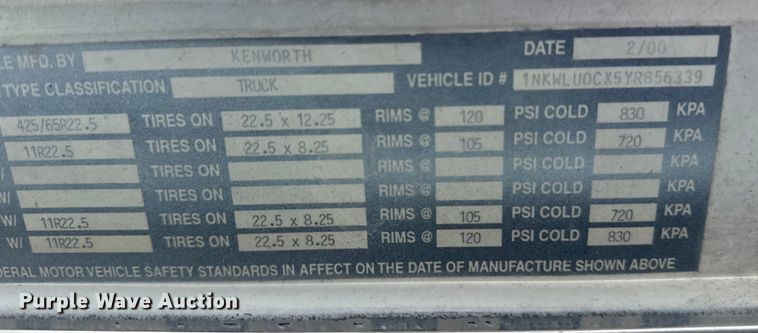 LE MFD. BY KENWORTH DATE 2/00
TYPE CLASSIFICATION TRUCK VEHICLE ID # 1NKWLU0CX5YR856339
425/65R22.5 TIRES ON 22.5 x 12.25 RIMS @ 120 PSI COLD 830 KPA
11R22.5 TIRES ON 22.5 x 8.25 RIMS @ 105 PSI COLD 720 KPA
TIRES ON RIMS @ PSI COLD KPA
W/ TIRES ON RIMS @ PSI COLD KPA
W/ 11R22.5 TIRES ON 22.5 x 8.25 RIMS @ 105 PSI COLD 720 KPA
W/ 11R22.5 TIRES ON 22.5 x 8.25 RIMS @ 120 PSI COLD 830 KPA
DERAL MOTOR VEHICLE SAFETY STANDARDS IN AFFECT ON THE DATE OF MANUFACTURE SHOWN ABOVE
Purple Wave Auction